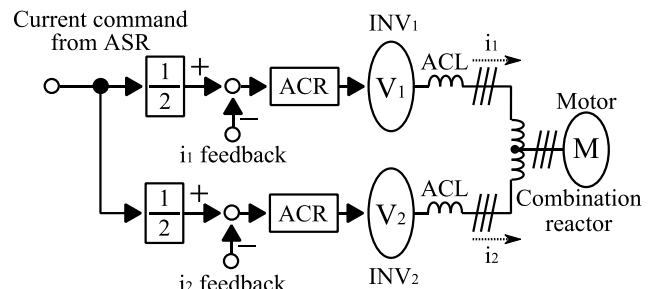 Current command
from ASR
1
2
+
ACR
INV1
V1
ACL
i1
−
i1 feedback
Motor
M
1
2
+
ACR
V2
ACL
Combination
reactor
−
i2 feedback
INV2
i2